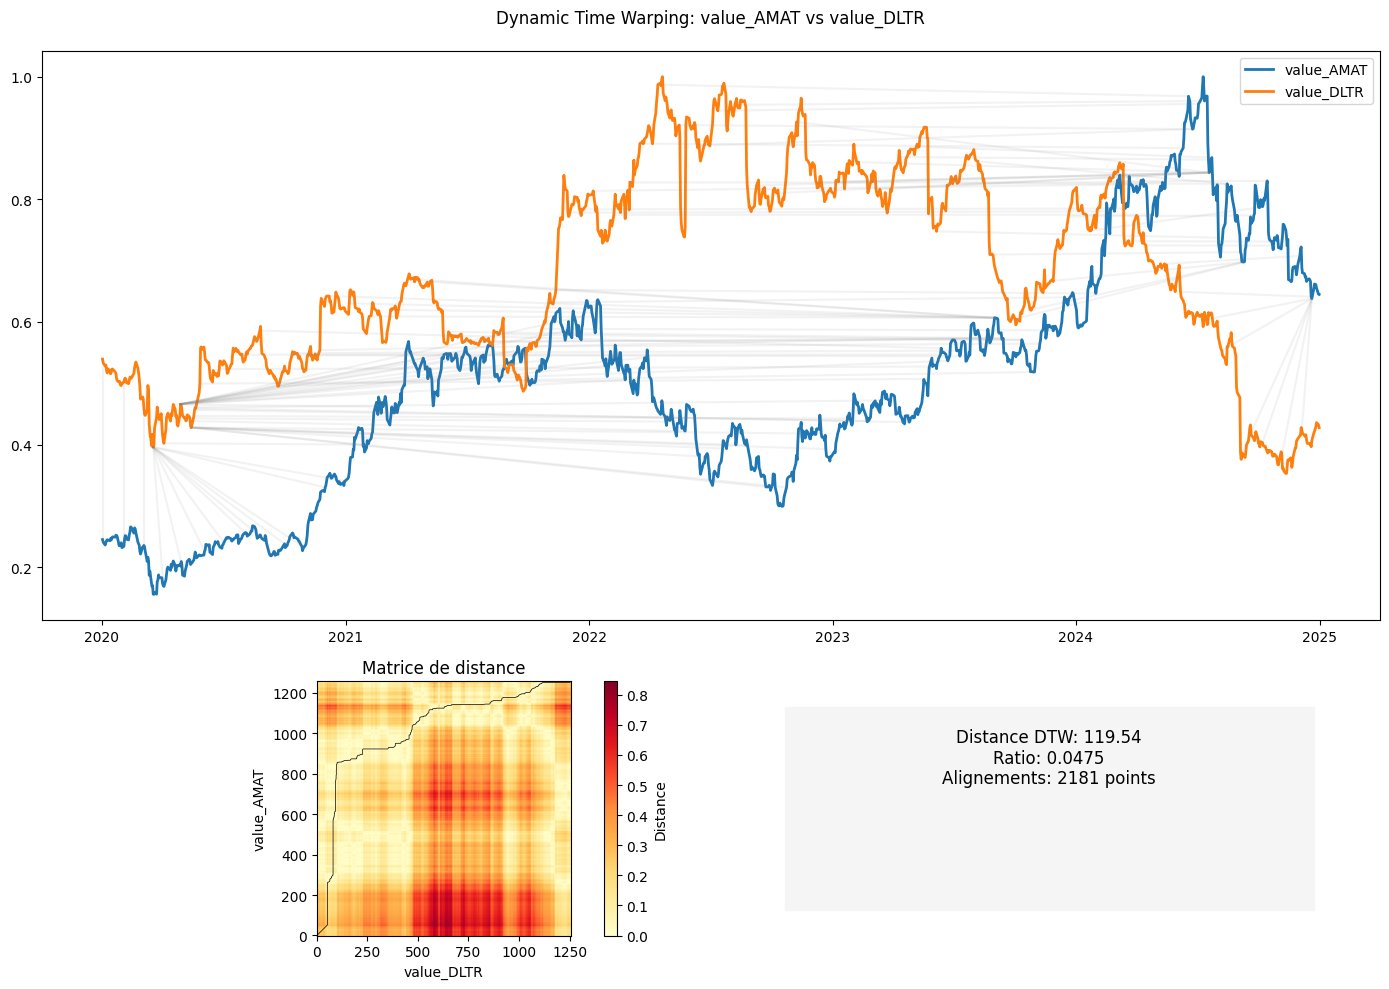 Dynamic Time Warping: value_AMAT vs value_DLTR
value_AMAT
value_DLTR
1.0
0.8
0.6
0.4
0.2
2020 2021 2022 2023 2024 2025
Matrice de distance
value_AMAT
1200
1000
800
600
400
200
0
0 250 500 750 1000 1250
value_DLTR
0.8
0.7
0.6
0.5
0.4
0.3
0.2
0.1
0.0
Distance
Distance DTW: 119.54
Ratio: 0.0475
Alignements: 2181 points